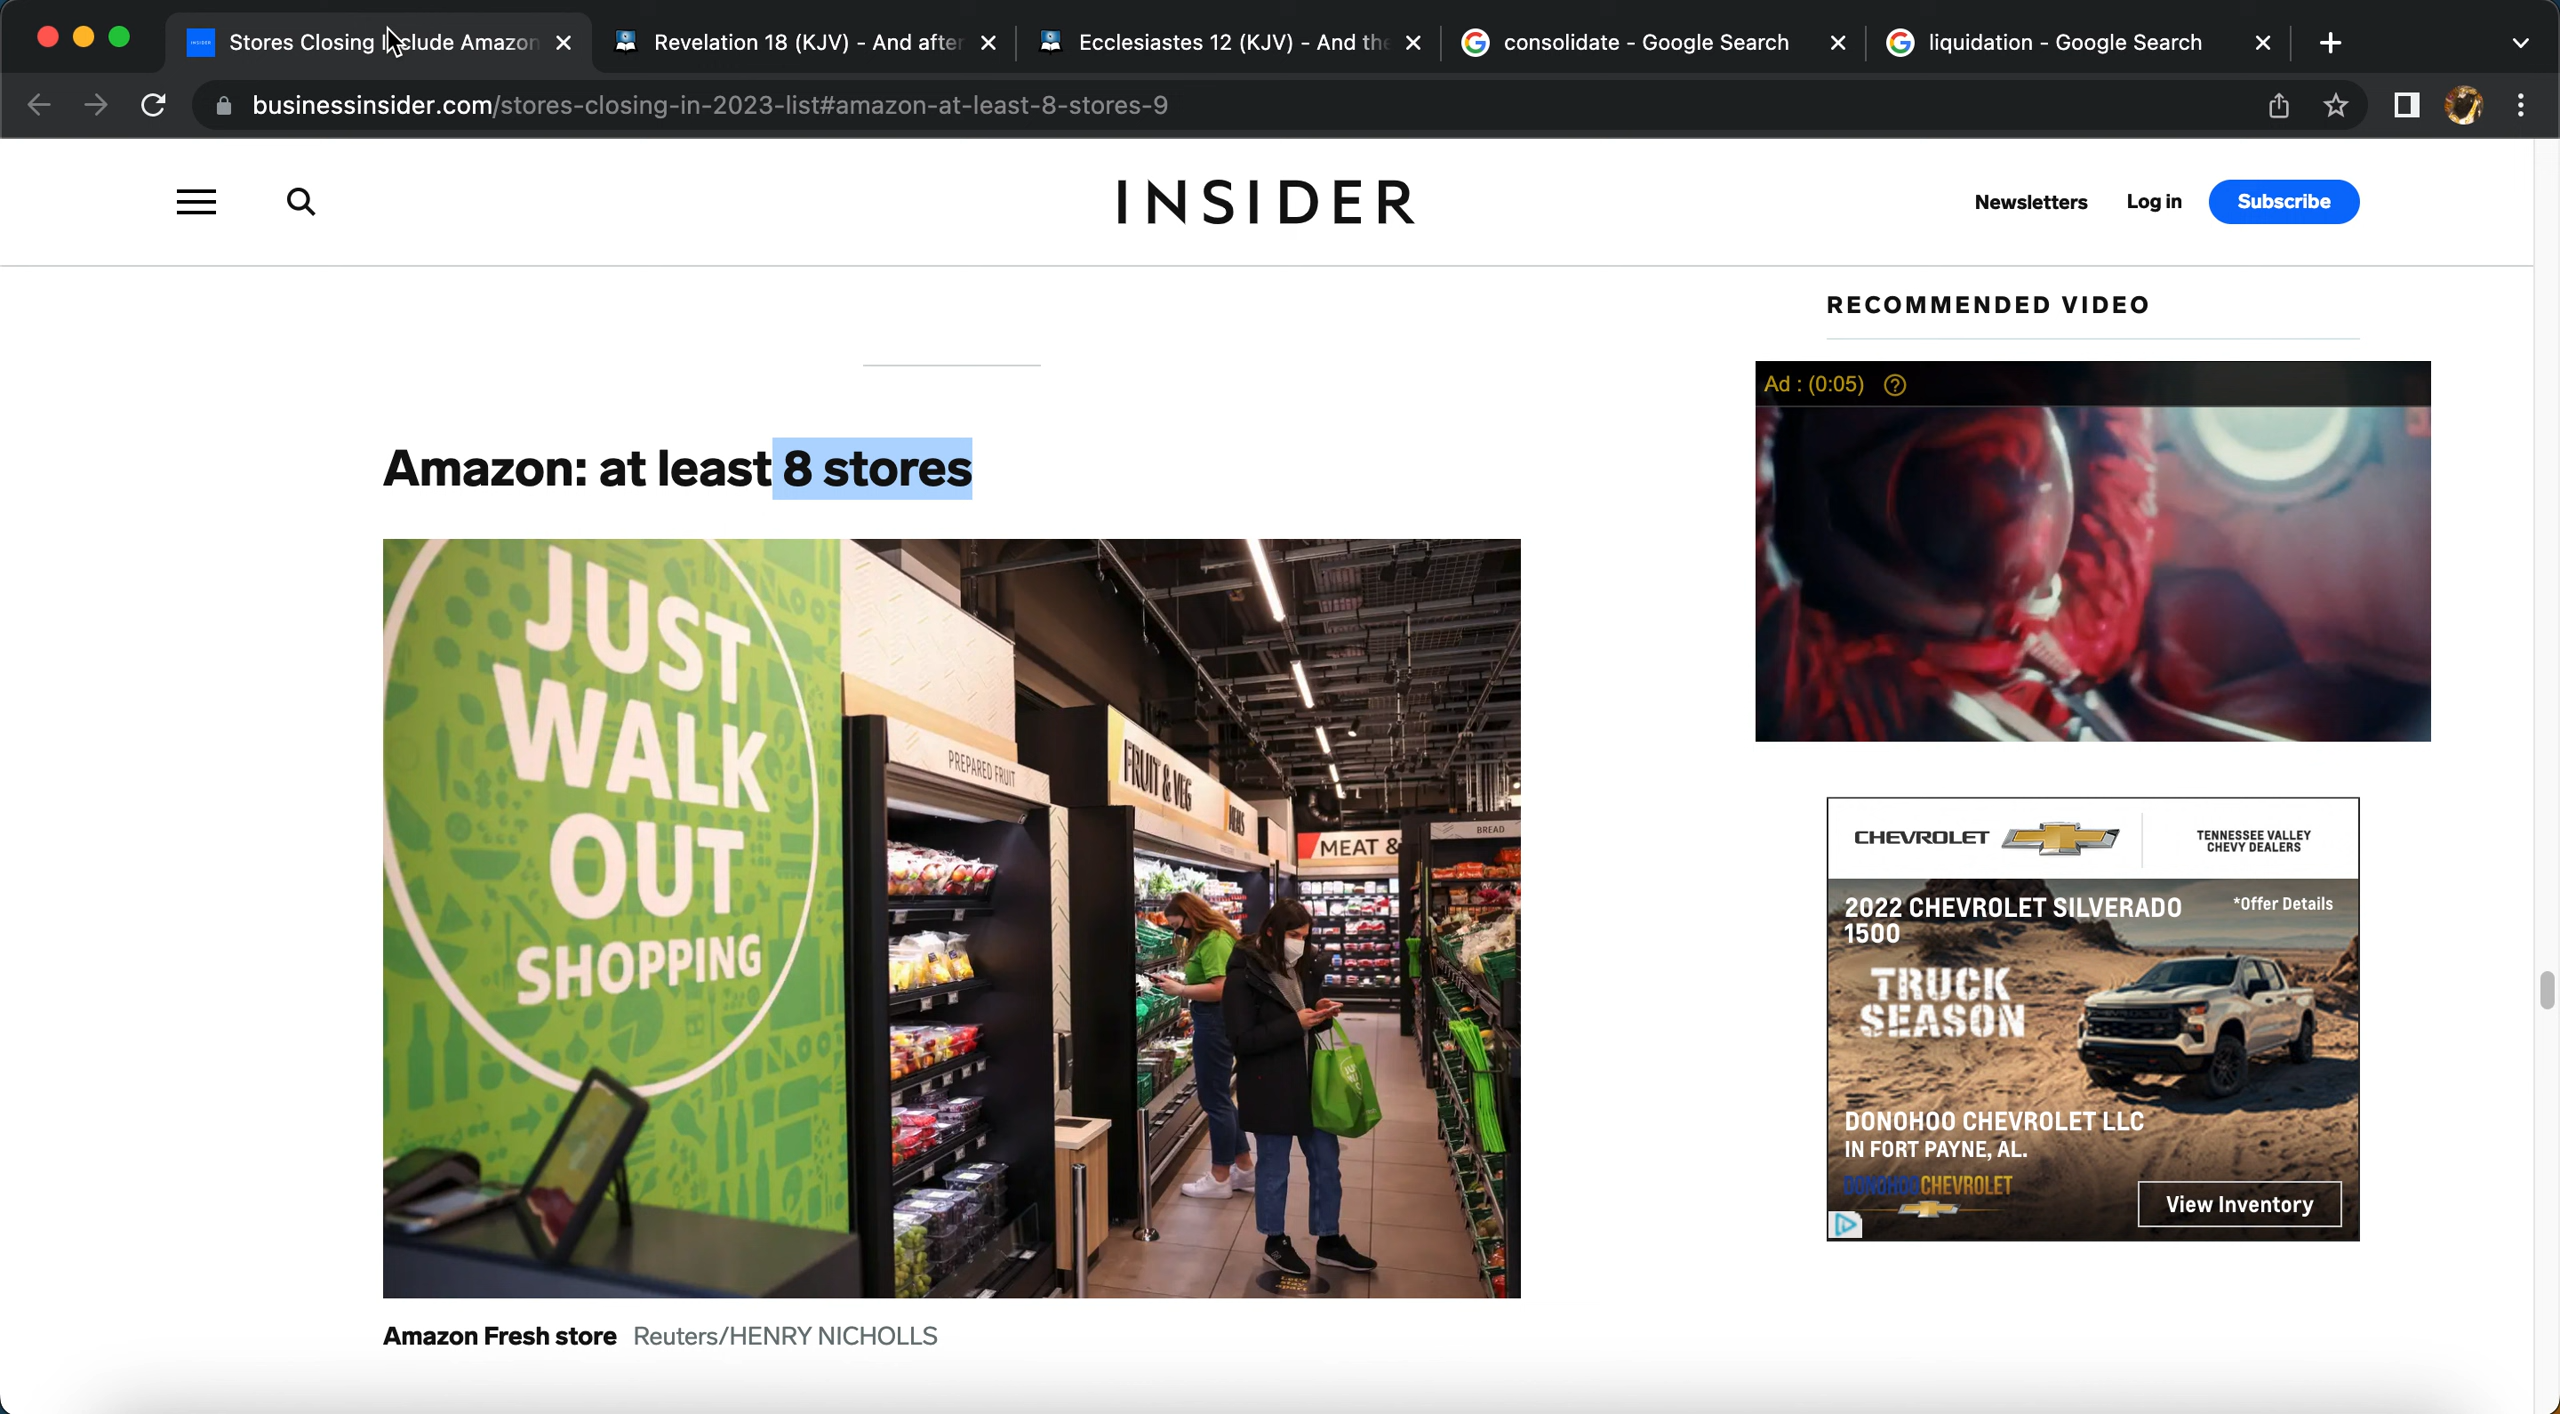 Stores Closing Include Amazon
Revelation 18 (KJV) - And after
Ecclesiastes 12 (KJV) - And the
consolidate - Google Search
liquidation - Google Search
businessinsider.com/stores-closing-in-2023-list#amazon-at-least-8-stores-9
INSIDER
Newsletters
Log in
Subscribe
RECOMMENDED VIDEO
Ad : (0:05)
Amazon: at least 8 stores
JUST
WALK
OUT
SHOPPING
PREPARED FRUIT
FRUIT & VEG
MEALS
MEAT &
BREAD
CHEVROLET
TENNESSEE VALLEY
CHEVY DEALERS
2022 CHEVROLET SILVERADO
1500
*Offer Details
TRUCK
SEASON
DONOHOO CHEVROLET LLC
IN FORT PAYNE, AL.
DONOHOO CHEVROLET
View Inventory
Amazon Fresh store Reuters/HENRY NICHOLLS